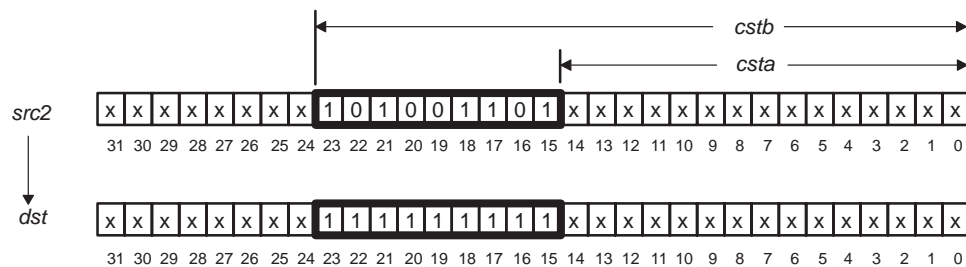 cstb
csta
src2 x x x x x x x x 1 0 1 0 0 1 1 0 1 x x x x x x x x x x x x x x x
31 30 29 28 27 26 25 24 23 22 21 20 19 18 17 16 15 14 13 12 11 10 9 8 7 6 5 4 3 2 1 0
dst x x x x x x x x 1 1 1 1 1 1 1 1 1 x x x x x x x x x x x x x x x
31 30 29 28 27 26 25 24 23 22 21 20 19 18 17 16 15 14 13 12 11 10 9 8 7 6 5 4 3 2 1 0